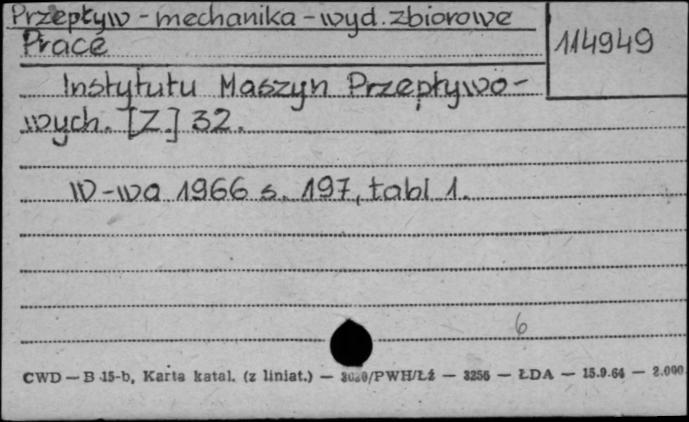 Przepływ - mechanika - wyd. zbiorowe
114949
Prace
Instytutu Maszyn Przepływo-
wych. [Z.] 32.
W-wa 1966 s. 197, tabl 1.
6
CWD — B 15-b, Karta katal. (z liniat.) — /PWH/Łź — 3256 — ŁDA — 15.9.64 — 2.000